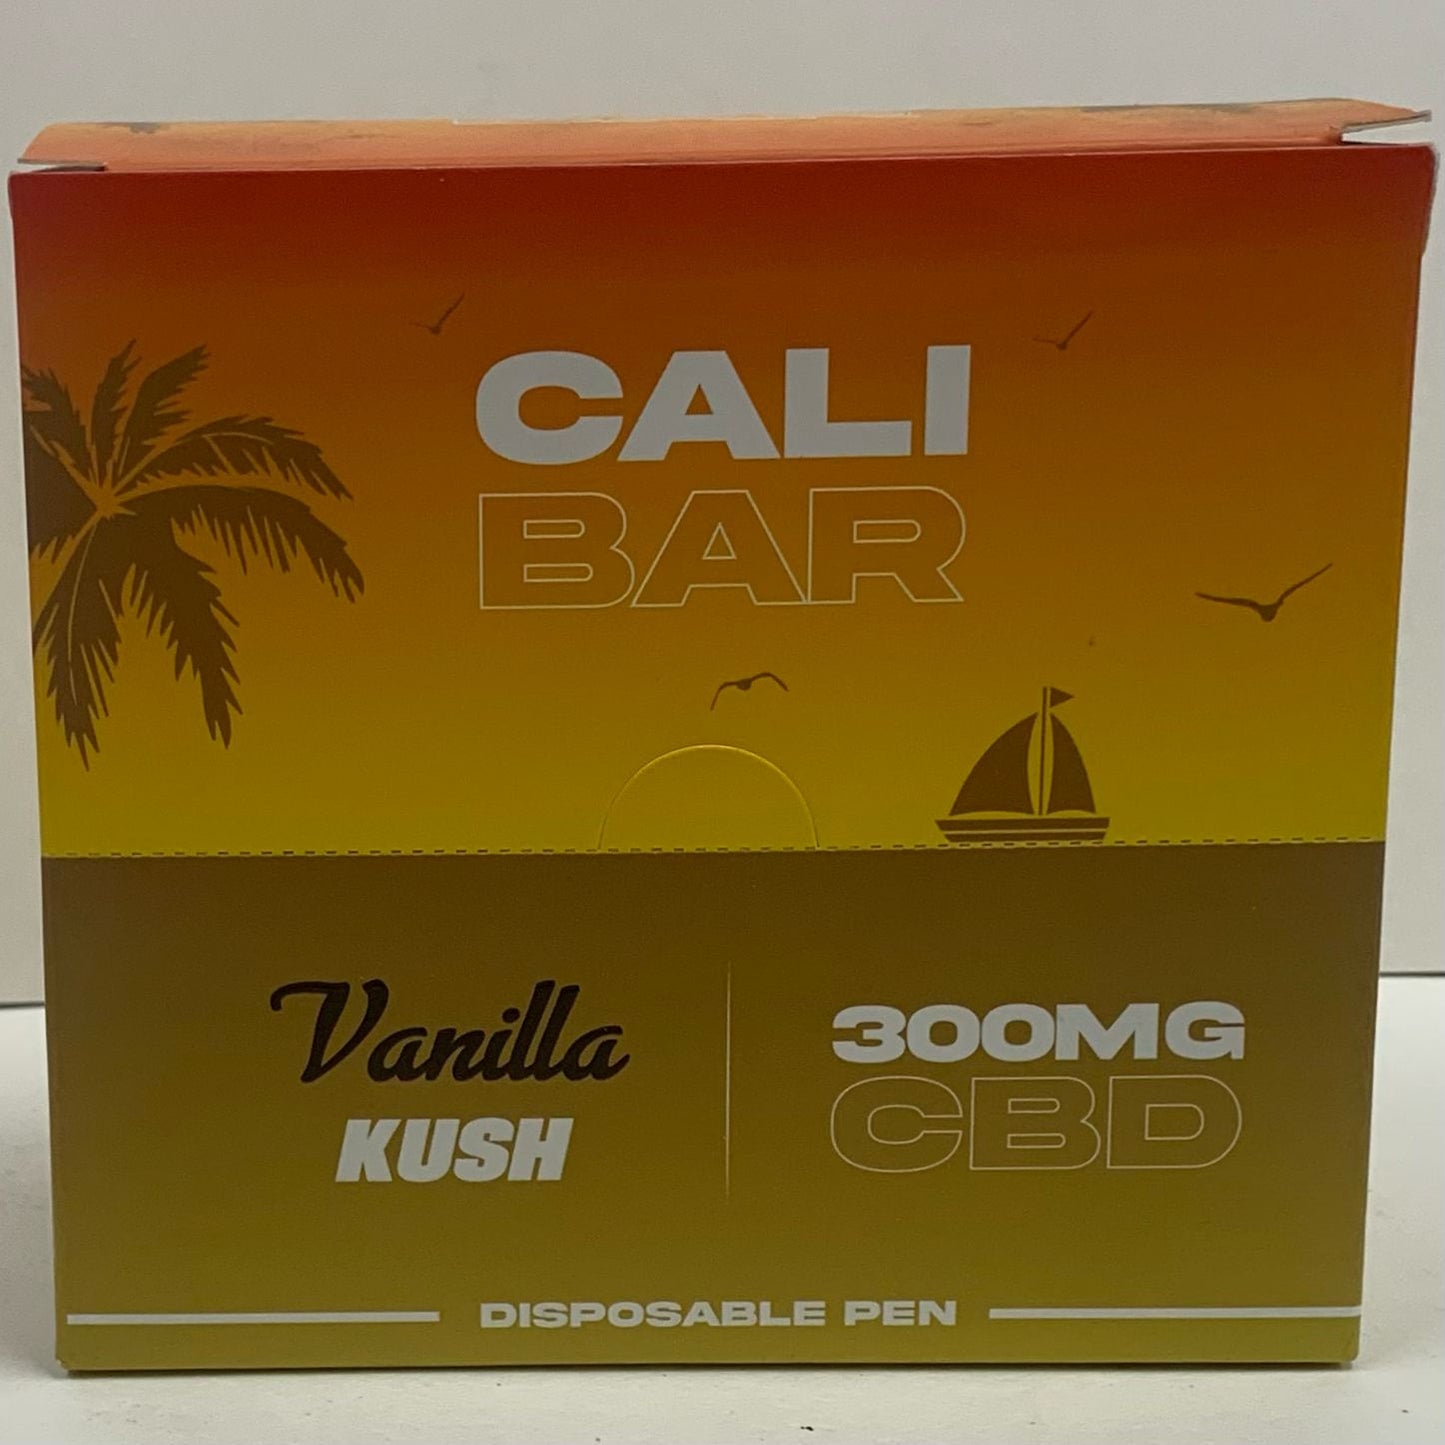 CALI
BAR
Vanilla
KUSH
300MG
CBD
DISPOSABLE PEN